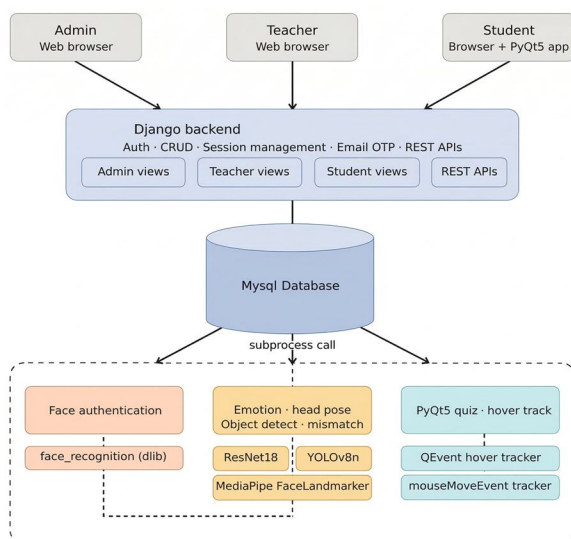 Admin
Web browser
Teacher
Web browser
Student
Browser + PyQt5 app
Django backend
Auth · CRUD · Session management · Email OTP · REST APIs
Admin views
Teacher views
Student views
REST APIs
Mysql Database
subprocess call
Face authentication
Emotion · head pose
Object detect · mismatch
PyQt5 quiz · hover track
face_recognition (dlib)
ResNet18
YOLOv8n
QEvent hover tracker
MediaPipe FaceLandmarker
mouseMoveEvent tracker